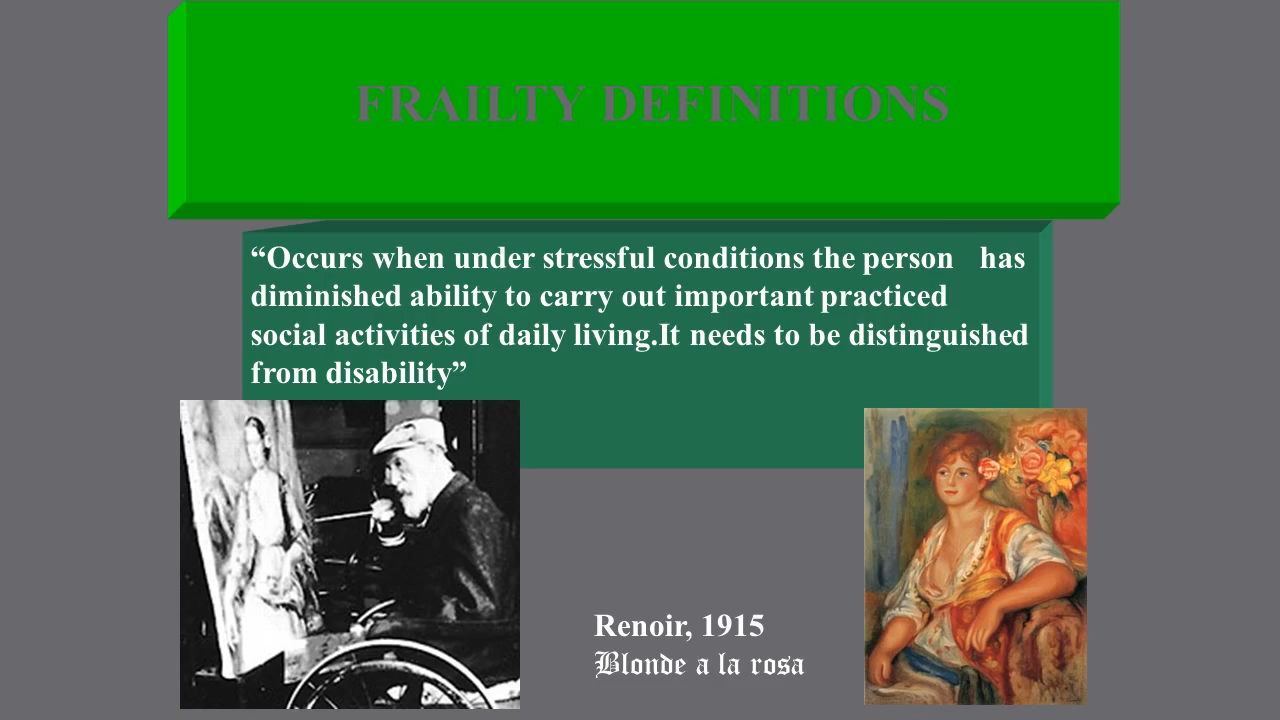 FRAILTY DEFINITIONS
“Occurs when under stressful conditions the person has
diminished ability to carry out important practiced
social activities of daily living.It needs to be distinguished
from disability”
Renoir, 1915
Blonde a la rosa